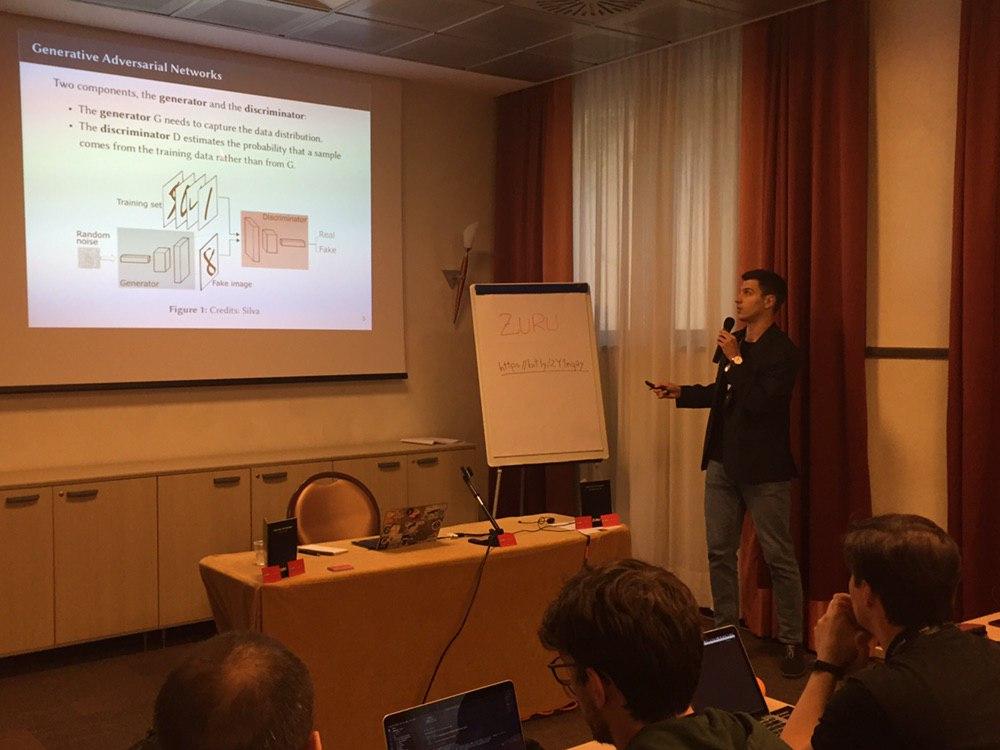 Generative Adversarial Networks
Two components, the generator and the discriminator:
• The generator G needs to capture the data distribution.
• The discriminator D estimates the probability that a sample
comes from the training data rather than from G.
Training set
Discriminator
Random
noise
Real
Fake
Generator
Fake image
Figure 1: Credits: Silva
ZURU